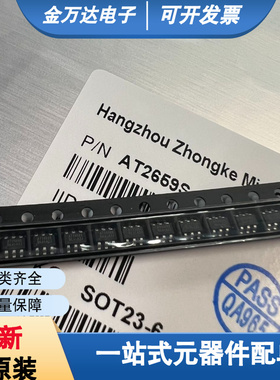 金万达电子
可开发票
Hangzhou Zhongke Mi
P/N AT2659S
SOT23-6
PASS
QA965
类齐全
量保障
新
原装
一站式元器件配